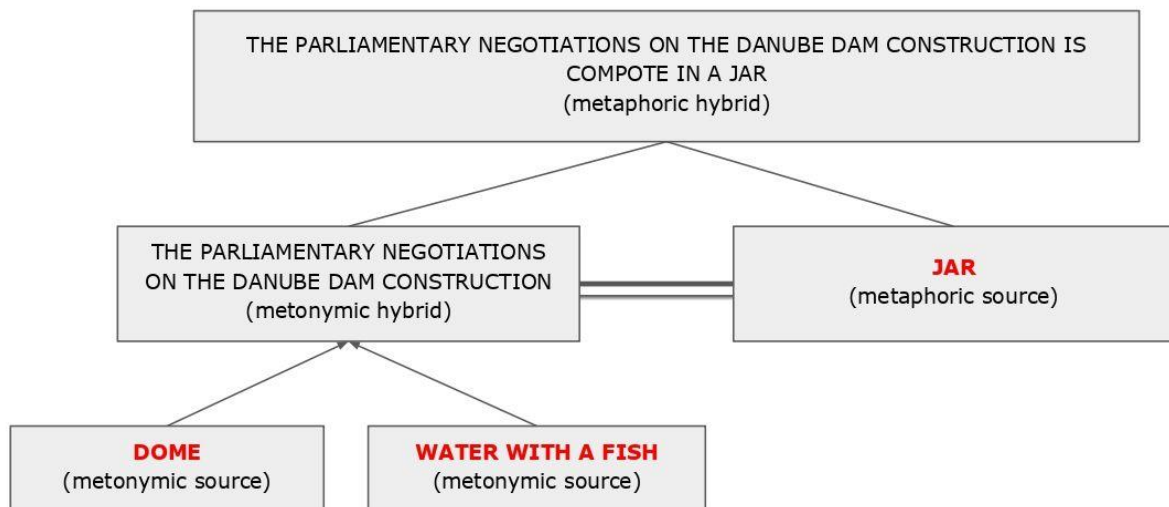 THE PARLIAMENTARY NEGOTIATIONS ON THE DANUBE DAM CONSTRUCTION IS
COMPOTE IN A JAR
(metaphoric hybrid)
THE PARLIAMENTARY NEGOTIATIONS
ON THE DANUBE DAM CONSTRUCTION
(metonymic hybrid)
JAR
(metaphoric source)
DOME
(metonymic source)
WATER WITH A FISH
(metonymic source)